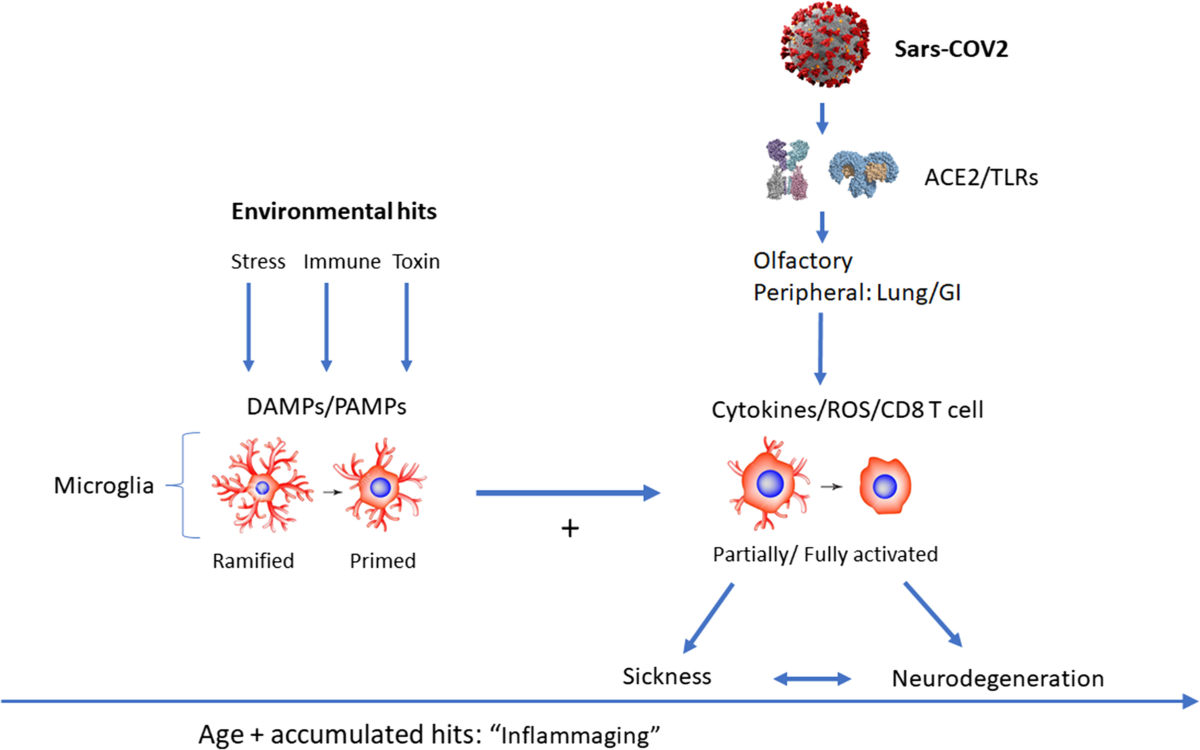 Sars-COV2
ACE2/TLRs
Environmental hits
Stress Immune Toxin
Olfactory
Peripheral: Lung/GI
DAMPs/PAMPs
Cytokines/ROS/CD8 T cell
Microglia
+
Ramified Primed
Partially/ Fully activated
Sickness
Neurodegeneration
Age + accumulated hits: “Inflammaging”